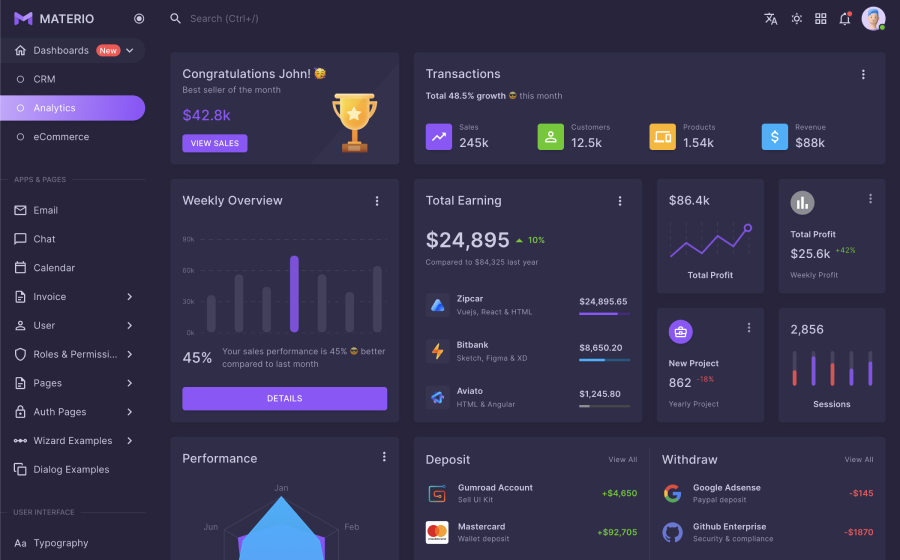 MATERIO
Search (Ctrl+/)
Dashboards New
CRM
Analytics
eCommerce
APPS & PAGES
Email
Chat
Calendar
Invoice
User
Roles & Permissi...
Pages
Auth Pages
Wizard Examples
Dialog Examples
USER INTERFACE
Aa Typography
Congratulations John! 🥳
Best seller of the month
$42.8k
VIEW SALES
Transactions
Total 48.5% growth 😎 this month
Sales
245k
Customers
12.5k
Products
1.54k
Revenue
$88k
Weekly Overview
90k
60k
30k
0k
45%
Your sales performance is 45% 😎 better
compared to last month
DETAILS
Total Earning
$24,895 10%
Compared to $84,325 last year
Zipcar
Vuejs, React & HTML
$24,895.65
Bitbank
Sketch, Figma & XD
$8,650.20
Aviato
HTML & Angular
$1,245.80
$86.4k
Total Profit
Total Profit
$25.6k +42%
Weekly Profit
New Project
862 -18%
Yearly Project
2,856
Sessions
Performance
Jan
Jun
Feb
Deposit
View All
Gumroad Account
Sell UI Kit
+$4,650
Mastercard
Wallet deposit
+$92,705
Withdraw
View All
Google Adsense
Paypal deposit
-$145
Github Enterprise
Security & compliance
-$1870